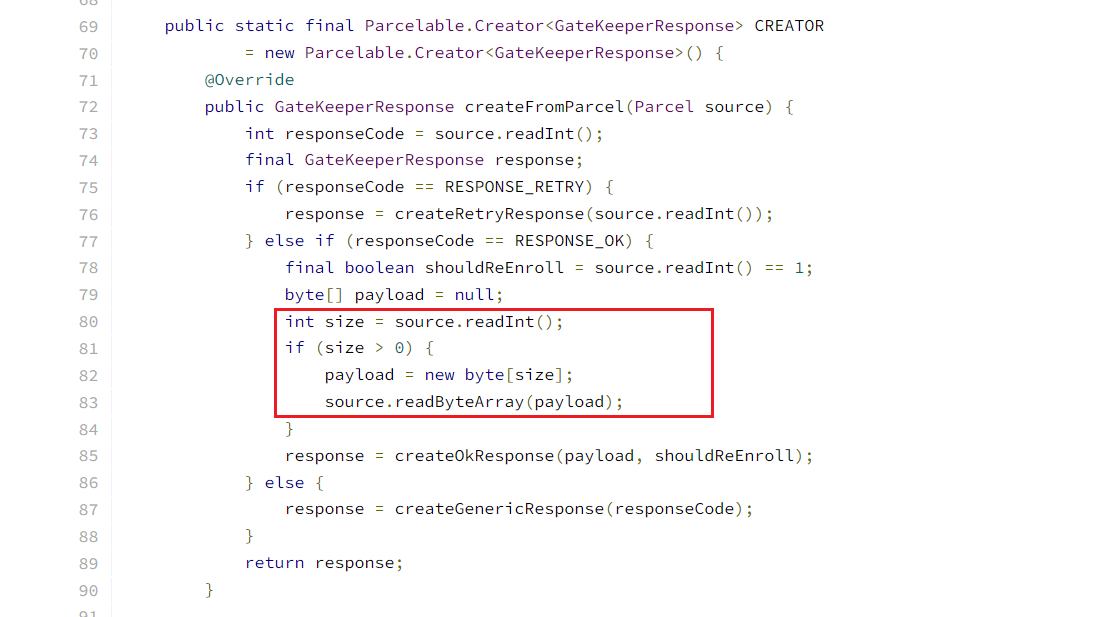 68
69 public static final Parcelable.Creator<GateKeeperResponse> CREATOR
70 = new Parcelable.Creator<GateKeeperResponse>() {
71 @Override
72 public GateKeeperResponse createFromParcel(Parcel source) {
73 int responseCode = source.readInt();
74 final GateKeeperResponse response;
75 if (responseCode == RESPONSE_RETRY) {
76 response = createRetryResponse(source.readInt());
77 } else if (responseCode == RESPONSE_OK) {
78 final boolean shouldReEnroll = source.readInt() == 1;
79 byte[] payload = null;
80 int size = source.readInt();
81 if (size > 0) {
82 payload = new byte[size];
83 source.readByteArray(payload);
84 }
85 response = createOkResponse(payload, shouldReEnroll);
86 } else {
87 response = createGenericResponse(responseCode);
88 }
89 return response;
90 }
91